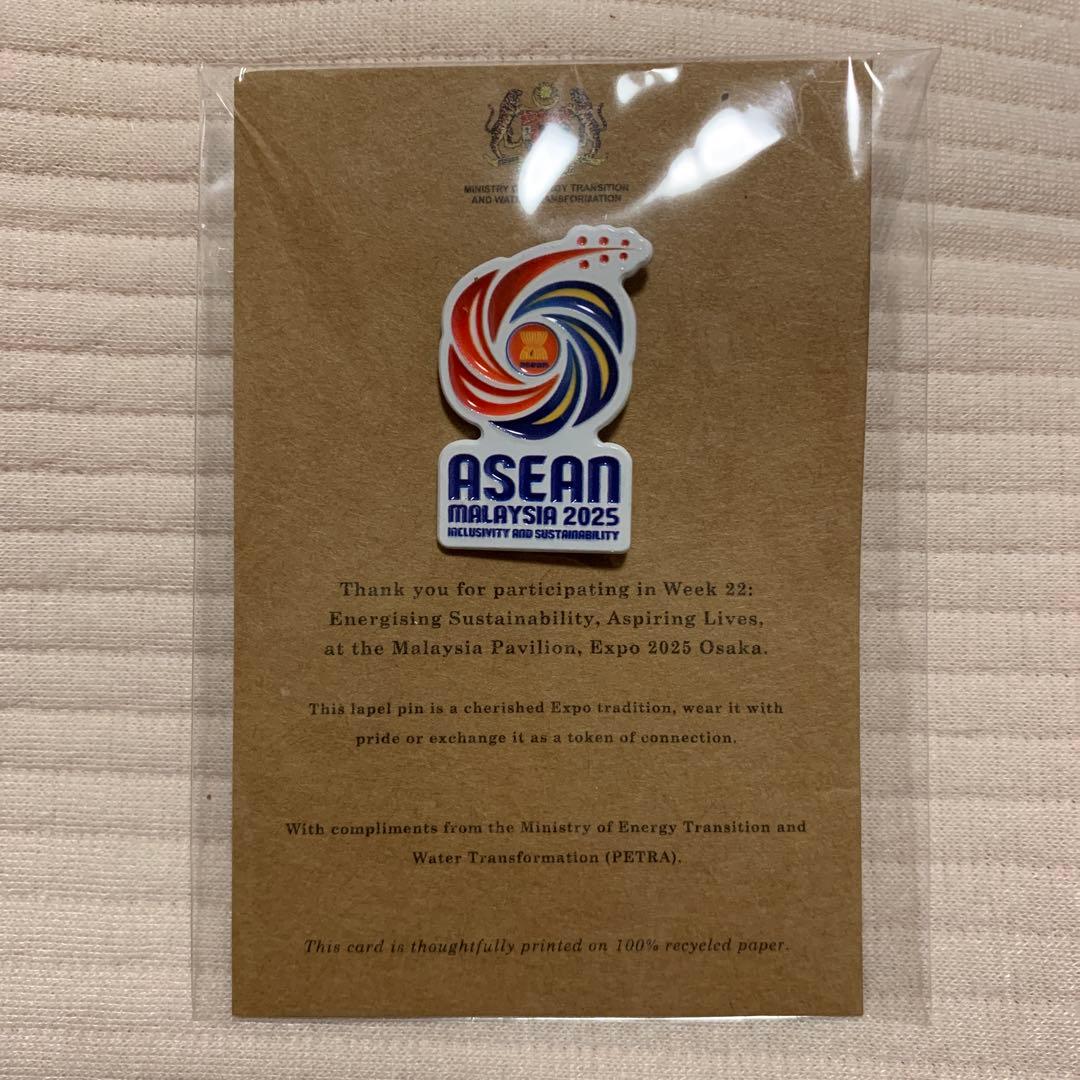 MINISTRY OF ENERGY TRANSITION
AND WATER TRANSFORMATION
asean
ASEAN
MALAYSIA 2025
INCLUSIVITY AND SUSTAINABILITY
Thank you for participating in Week 22:
Energising Sustainability, Aspiring Lives,
at the Malaysia Pavilion, Expo 2025 Osaka.
This lapel pin is a cherished Expo tradition, wear it with
pride or exchange it as a token of connection.
With compliments from the Ministry of Energy Transition and
Water Transformation (PETRA).
This card is thoughtfully printed on 100% recycled paper.